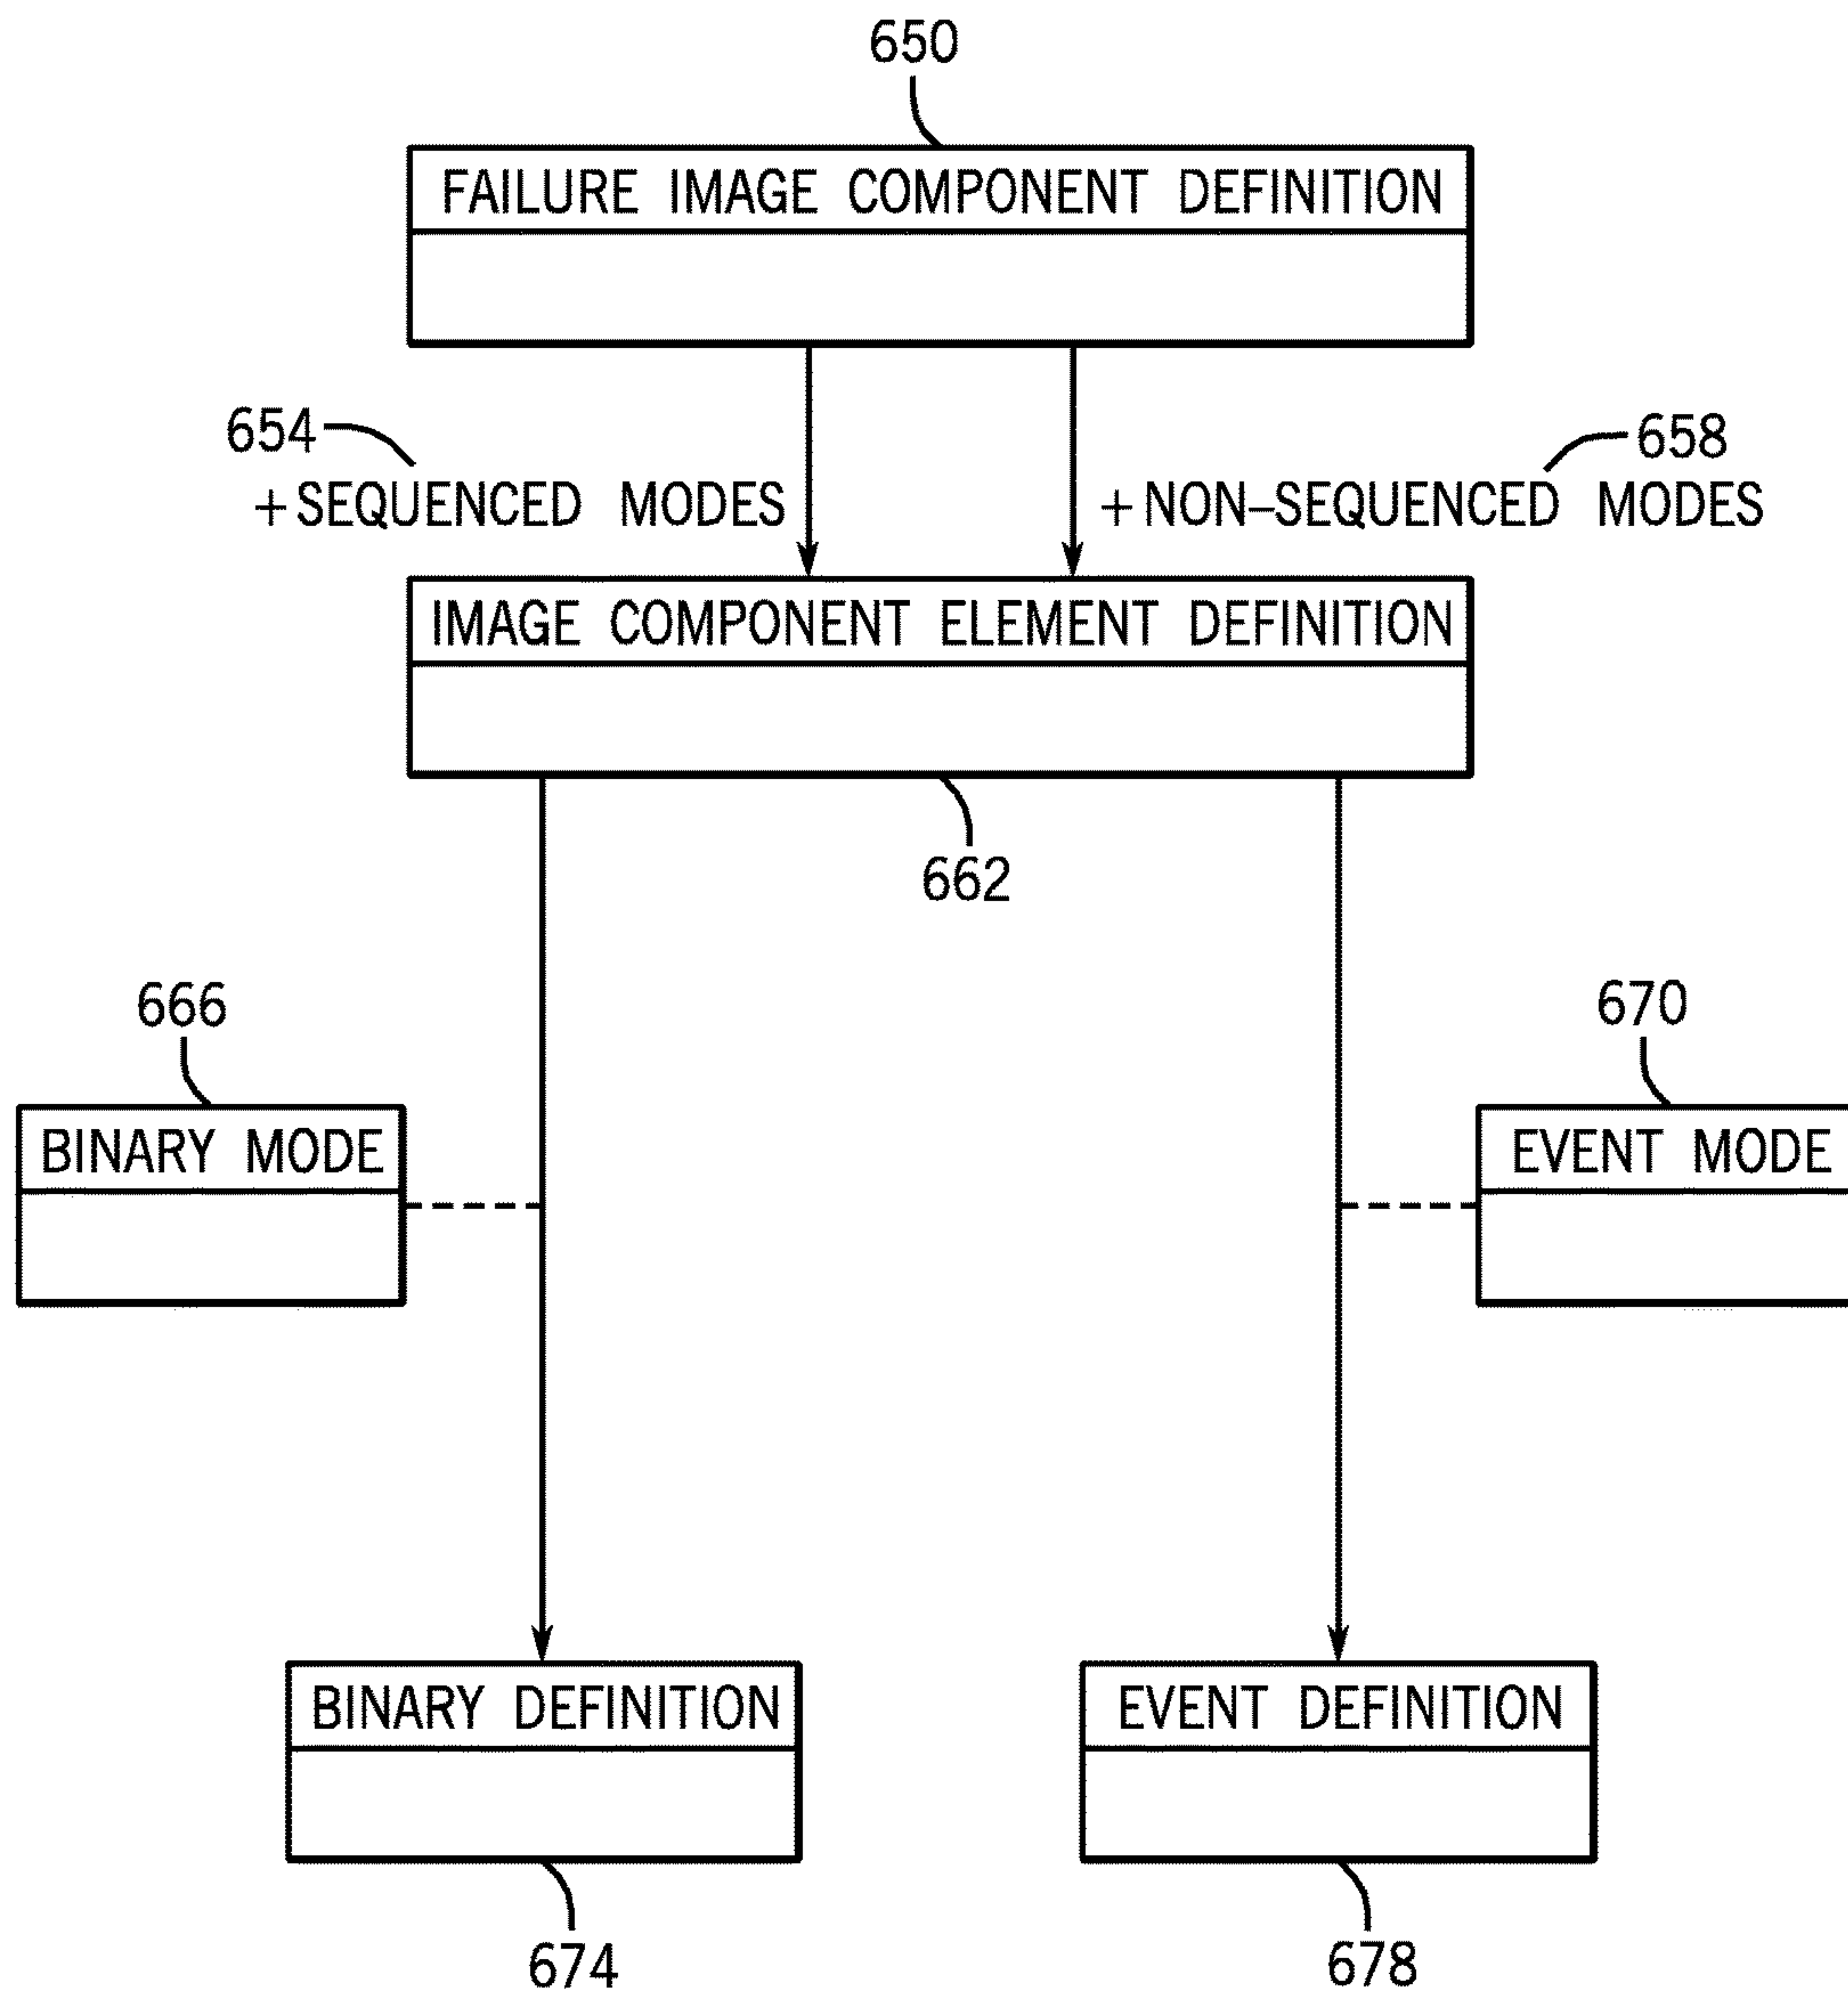 650
FAILURE IMAGE COMPONENT DEFINITION
654
658
+SEQUENCED MODES
+NON–SEQUENCED MODES
IMAGE COMPONENT ELEMENT DEFINITION
662
666
670
BINARY MODE
EVENT MODE
BINARY DEFINITION
EVENT DEFINITION
674
678